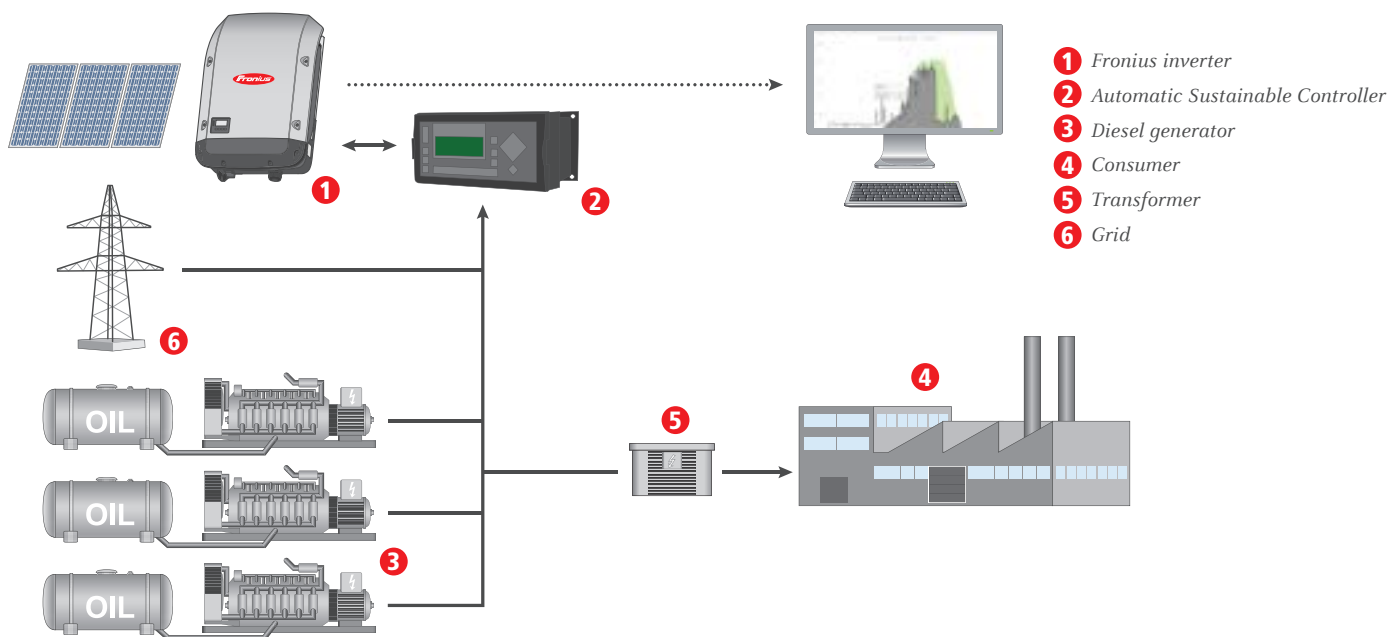 Fronius
1 Fronius inverter
2 Automatic Sustainable Controller
3 Diesel generator
4 Consumer
5 Transformer
6 Grid
1
2
6
4
OIL
5
OIL
3
OIL